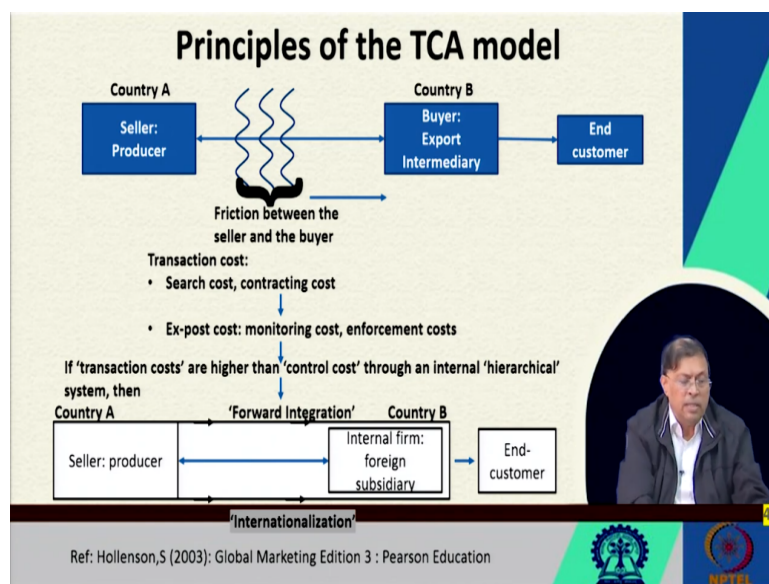 Principles of the TCA model
Country A
Country B
Seller:
Producer
Buyer:
Export
Intermediary
End
customer
Friction between the
seller and the buyer
Transaction cost:
• Search cost, contracting cost
• Ex-post cost: monitoring cost, enforcement costs
If 'transaction costs' are higher than 'control cost' through an internal 'hierarchical'
system, then
Country A
'Forward Integration'
Country B
Seller: producer
Internal firm:
foreign
subsidiary
End-
customer
'Internationalization'
4
Ref: Hollenson,S (2003): Global Marketing Edition 3 : Pearson Education
NPTEL